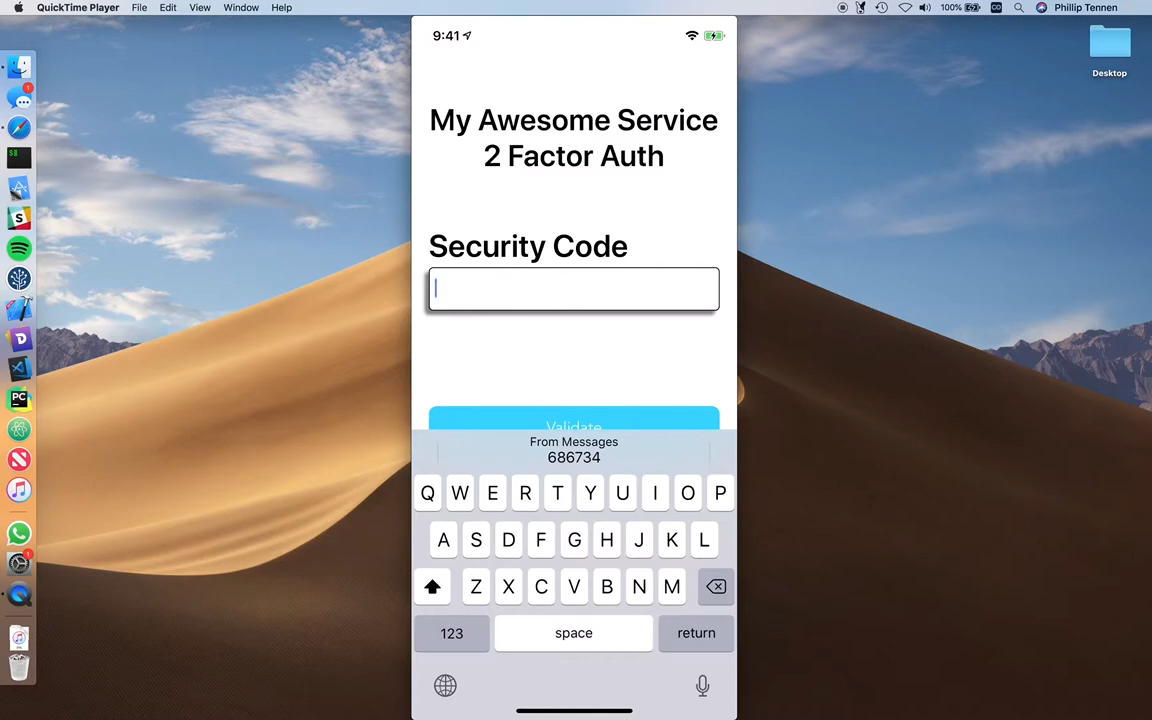 QuickTime Player File Edit View Window Help
100% Phillip Tennen
9:41
Desktop
My Awesome Service
2 Factor Auth
Security Code
Validate
From Messages
686734
Q W E R T Y U I O P
A S D F G H J K L
Z X C V B N M
123 space return